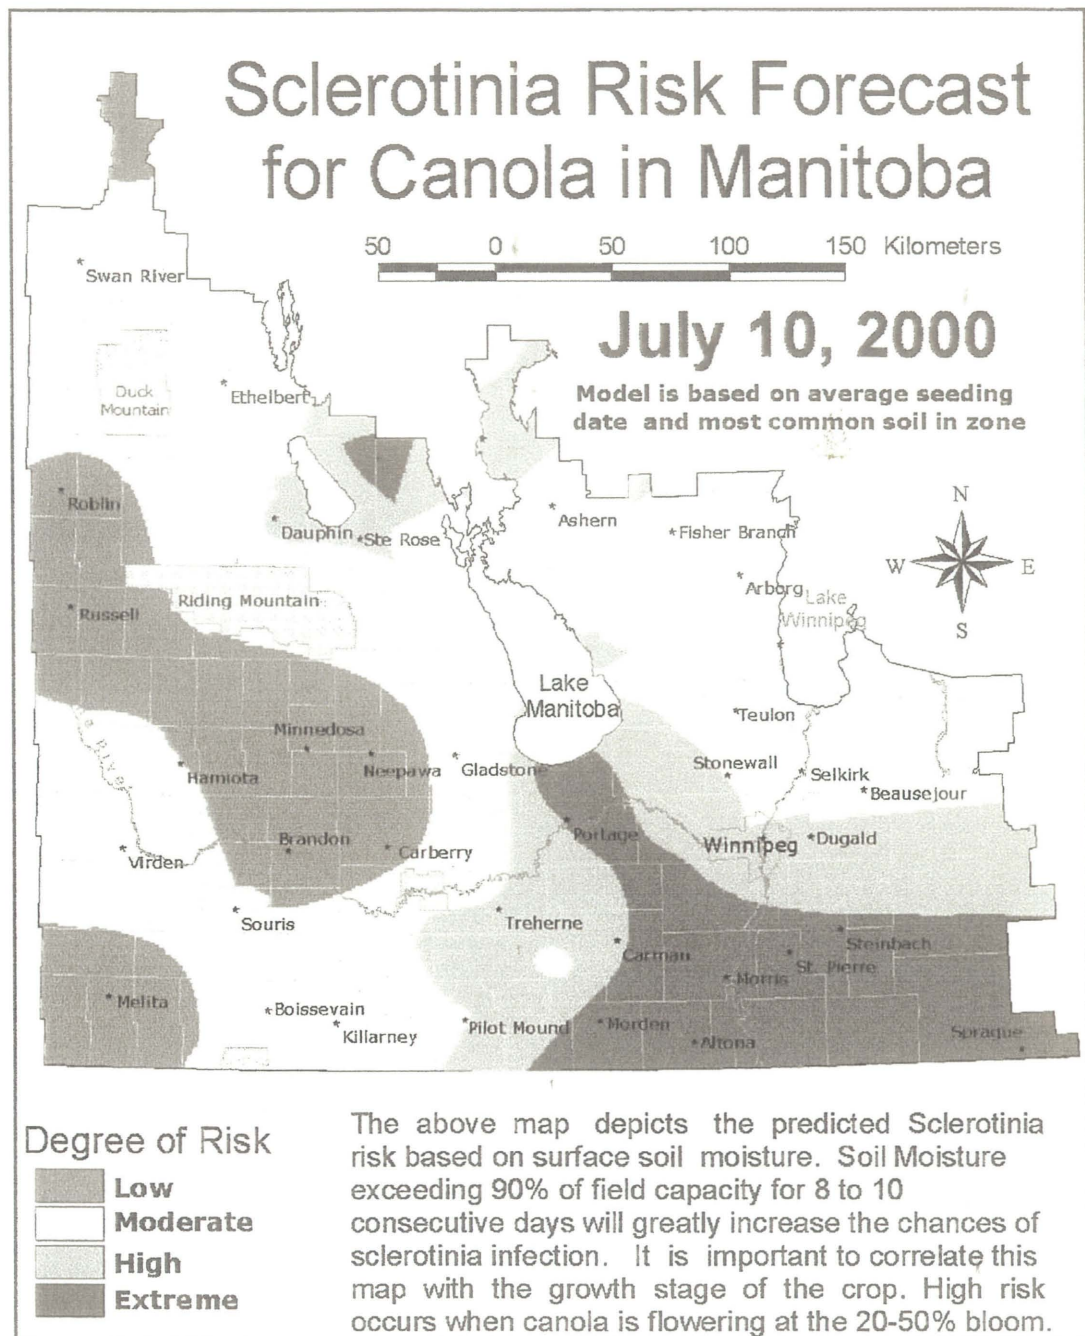 Sclerotinia Risk Forecast
for Canola in Manitoba
50 0 50 100 150 Kilometers
July 10, 2000
Model is based on average seeding
date and most common soil in zone
Swan River
Duck
Mountain
Ethelbert
Roblin
Dauphin
Ste Rose
Ashern
Fisher Branch
N
W E
S
Arborg
Lake
Winnipeg
Riding Mountain
Russell
Lake
Manitoba
Teulon
Minnedosa
Neepawa
Gladstone
Stonewall
Selkirk
Hamiota
Beausejour
River
Brandon
Portage
Winnipeg
Dugald
Virden
Carberry
Souris
Treherne
Steinbach
Carman
St. Pierre
Morris
Melita
Boissevain
Killarney
Pilot Mound
Morden
Altona
Sprague
Degree of Risk
Low
Moderate
High
Extreme
The above map depicts the predicted Sclerotinia
risk based on surface soil moisture. Soil Moisture
exceeding 90% of field capacity for 8 to 10
consecutive days will greatly increase the chances of
sclerotinia infection. It is important to correlate this
map with the growth stage of the crop. High risk
occurs when canola is flowering at the 20-50% bloom.